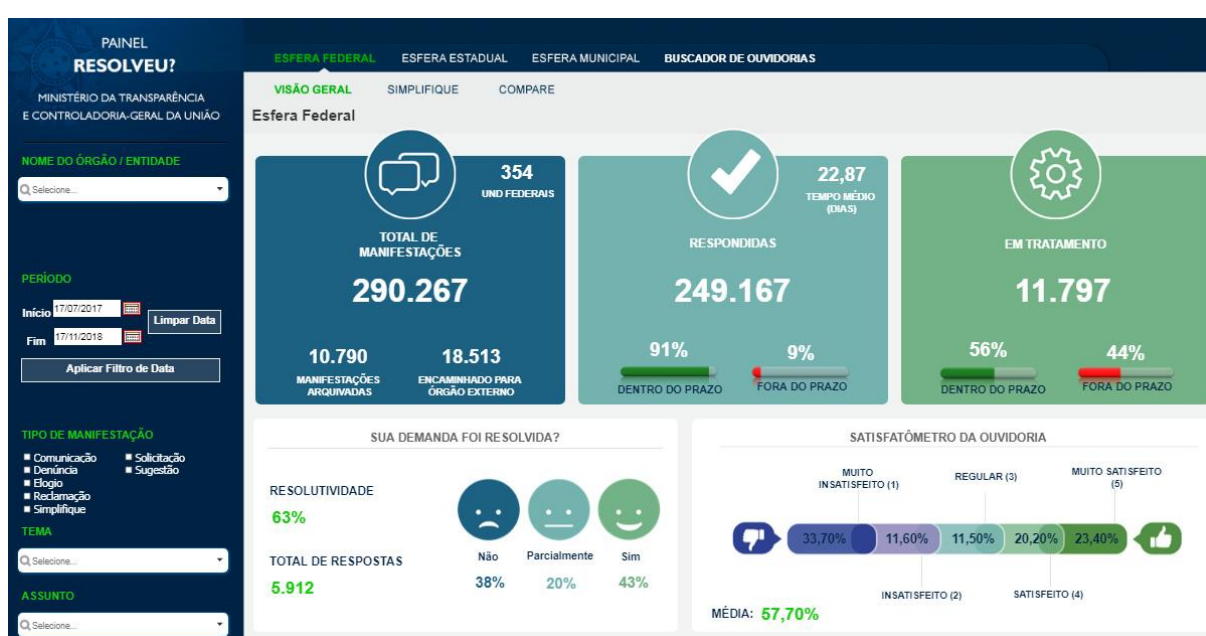 PAINEL
RESOLVEU?
MINISTÉRIO DA TRANSPARÊNCIA
E CONTROLADORIA-GERAL DA UNIÃO
NOME DO ÓRGÃO / ENTIDADE
Selecione...
PERÍODO
Início 17/07/2017
Limpar Data
Fim 17/11/2018
Aplicar Filtro de Data
TIPO DE MANIFESTAÇÃO
Comunicação Solicitação
Denúncia Sugestão
Elogio
Reclamação
Simplifique
TEMA
Selecione...
ASSUNTO
Selecione...
ESFERA FEDERAL ESFERA ESTADUAL ESFERA MUNICIPAL BUSCADOR DE OUVIDORIAS
VISÃO GERAL SIMPLIFIQUE COMPARE
Esfera Federal
354
UND FEDERAIS
TOTAL DE
MANIFESTAÇÕES
290.267
10.790 18.513
MANIFESTAÇÕES ENCAMINHADO PARA
ARQUIVADAS ÓRGÃO EXTERNO
22,87
TEMPO MÉDIO
(DIAS)
RESPONDIDAS
249.167
91% 9%
DENTRO DO PRAZO FORA DO PRAZO
EM TRATAMENTO
11.797
56% 44%
DENTRO DO PRAZO FORA DO PRAZO
SUA DEMANDA FOI RESOLVIDA?
RESOLUTIVIDADE
63%
TOTAL DE RESPOSTAS
5.912
Não Parcialmente Sim
38% 20% 43%
SATISFATÔMETRO DA OUVIDORIA
MUITO
INSATISFEITO (1)
REGULAR (3)
MUITO SATISFEITO
(5)
33,70% 11,60% 11,50% 20,20% 23,40%
INSATISFEITO (2) SATISFEITO (4)
MÉDIA: 57,70%